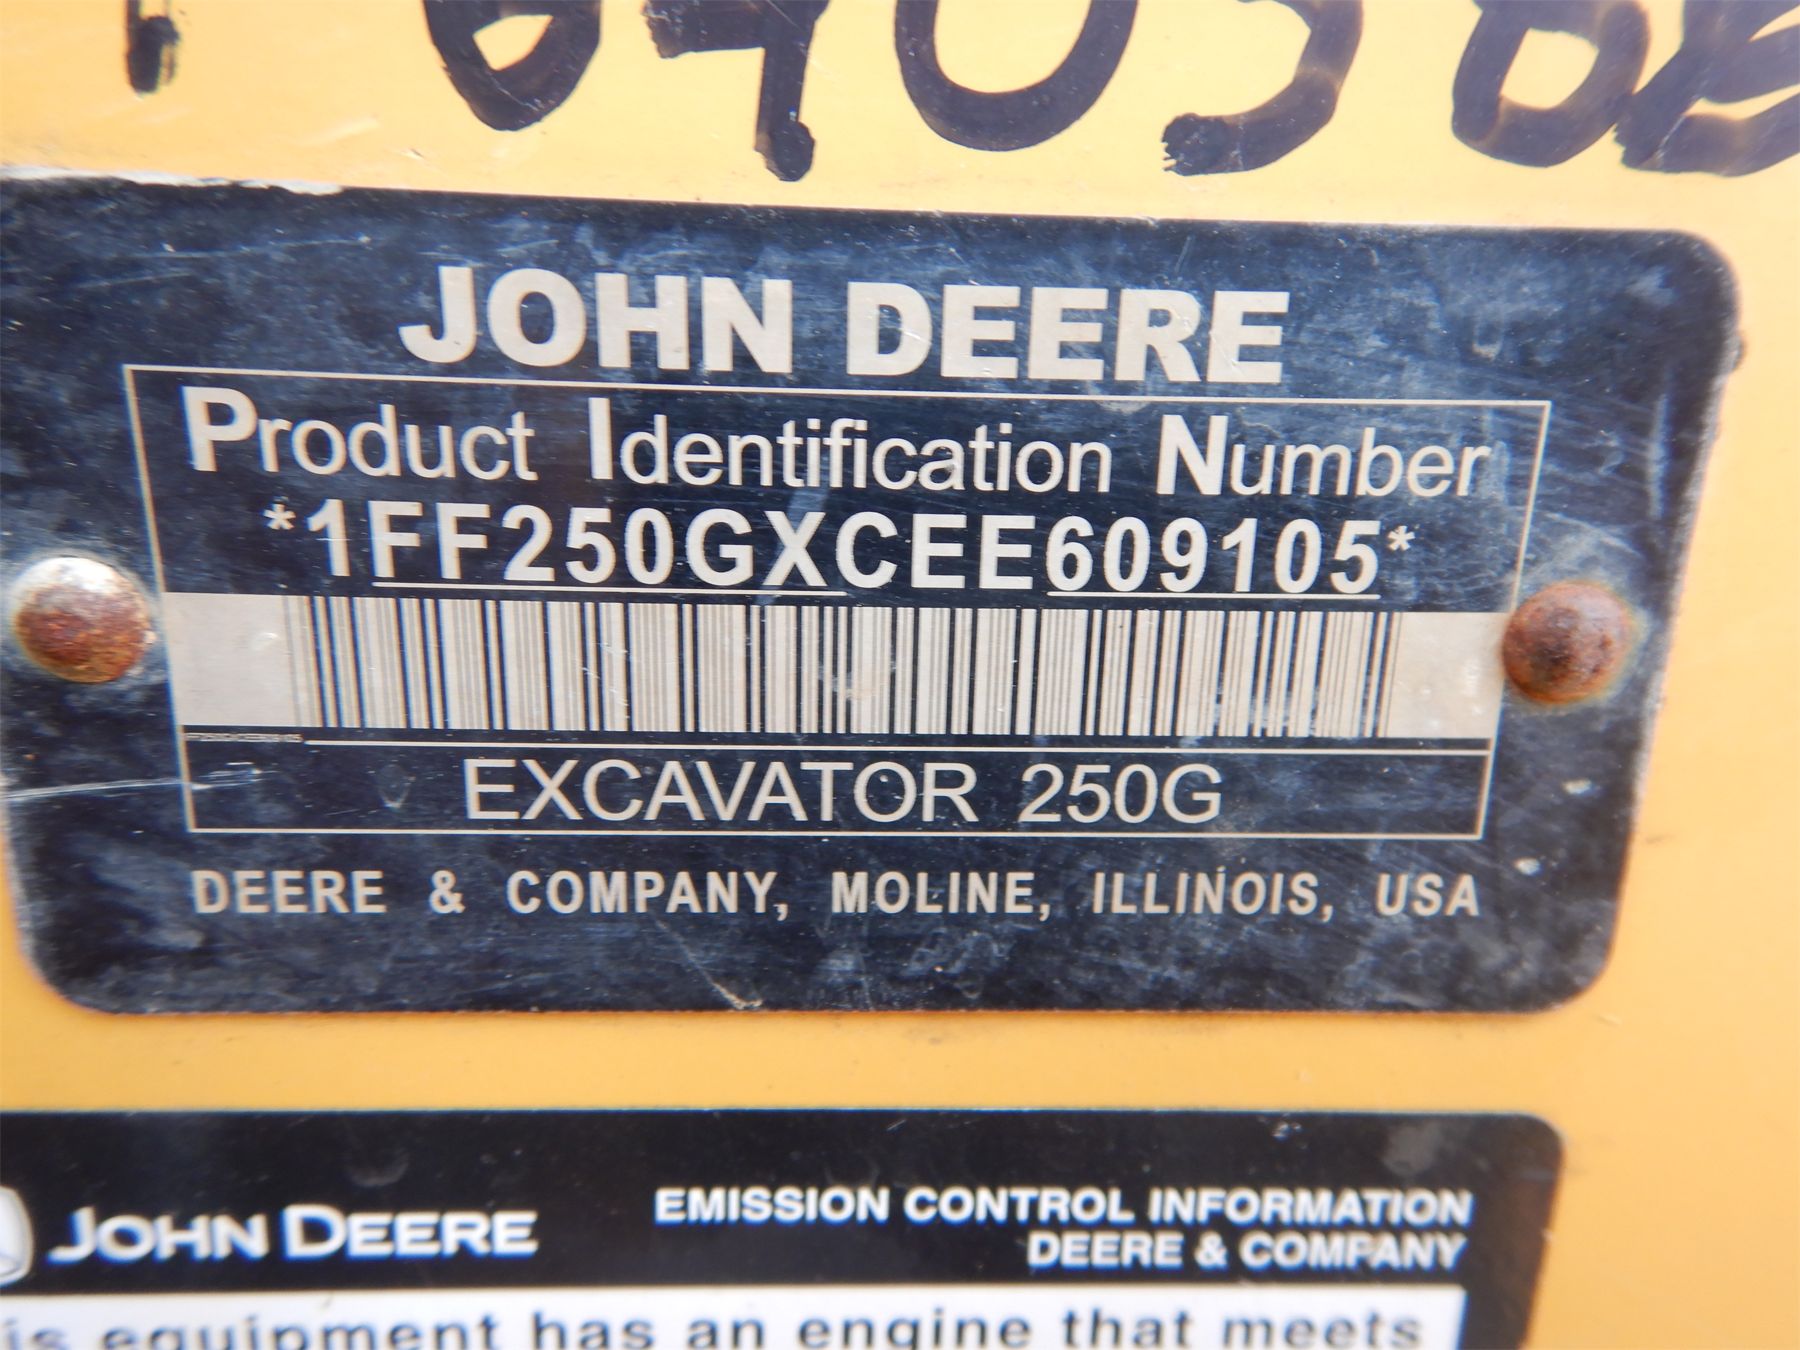 JOHN DEERE
Product Identification Number
*1FF250GXCEE609105*
EXCAVATOR 250G
DEERE & COMPANY, MOLINE, ILLINOIS, USA
JOHN DEERE
EMISSION CONTROL INFORMATION
DEERE & COMPANY
equipment has an engine that meets